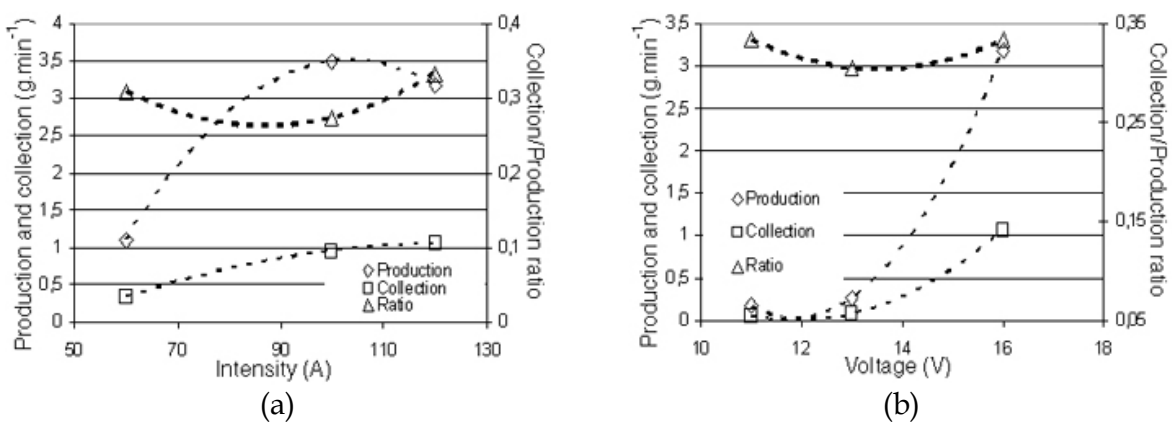 Production and collection (g.min-1)
4
3,5
3
2,5
2
1,5
1
0,5
0
0,4
0,3
0,2
0,1
0
Collection/Production ratio
50
70
90
110
130
Intensity (A)
Production
Collection
Ratio
(a)
Production and collection (g.min-1)
3,5
3
2,5
2
1,5
1
0,5
0
0,35
0,25
0,15
0,05
Collection/Production ratio
10
12
14
16
18
Voltage (V)
Production
Collection
Ratio
(b)